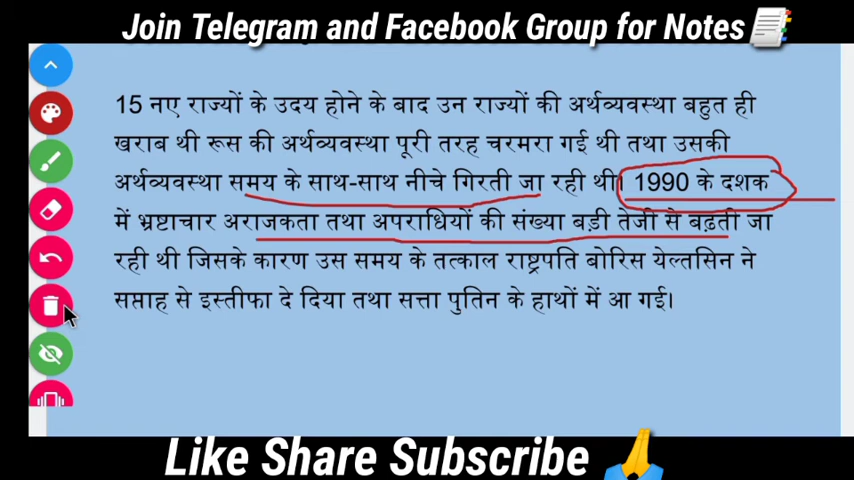 Join Telegram and Facebook Group for Notes
15 नए राज्यों के उदय होने के बाद उन राज्यों की अर्थव्यवस्था बहुत ही
खराब थी रूस की अर्थव्यवस्था पूरी तरह चरमरा गई थी तथा उसकी
अर्थव्यवस्था समय के साथ-साथ नीचे गिरती जा रही थी। 1990 के दशक
में भ्रष्टाचार अराजकता तथा अपराधियों की संख्या बड़ी तेजी से बढ़ती जा
रही थी जिसके कारण उस समय के तत्काल राष्ट्रपति बोरिस येल्तसिन ने
सप्ताह से इस्तीफा दे दिया तथा सत्ता पुतिन के हाथों में आ गई।
Like Share Subscribe